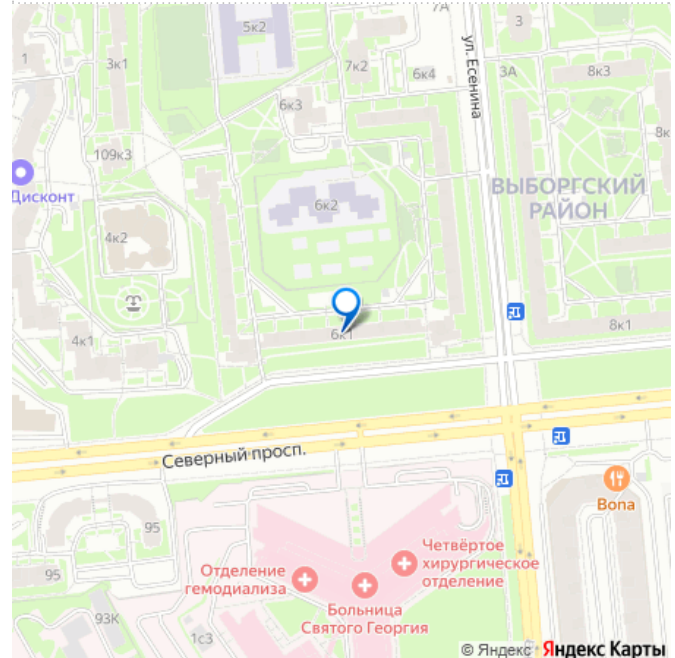 7А
5к2
3
ул. Есенина
1
3к1
7к2
6к4
3А
8к3
6к3
8к
109к3
Дисконт
ВЫБОРГСКИЙ
РАЙОН
6к2
4к2
6к1
8к1
4к1
Северный просп.
Bona
95
Четвёртое
хирургическое
отделение
Отделение
гемодиализа
95
Больница
Святого Георгия
93К
1с3
© Яндекс Яндекс Карты